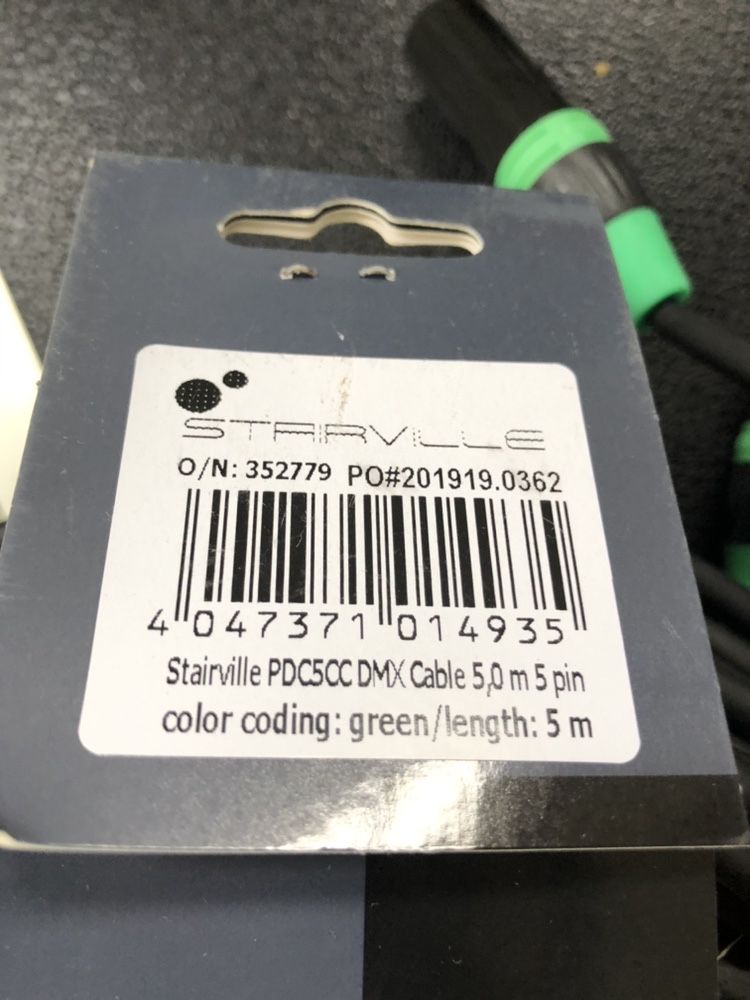 STAIRVILLE
O/N: 352779 PO#201919.0362
4 047371 014935
Stairville PDC5CC DMX Cable 5,0 m 5 pin
color coding: green/length: 5 m